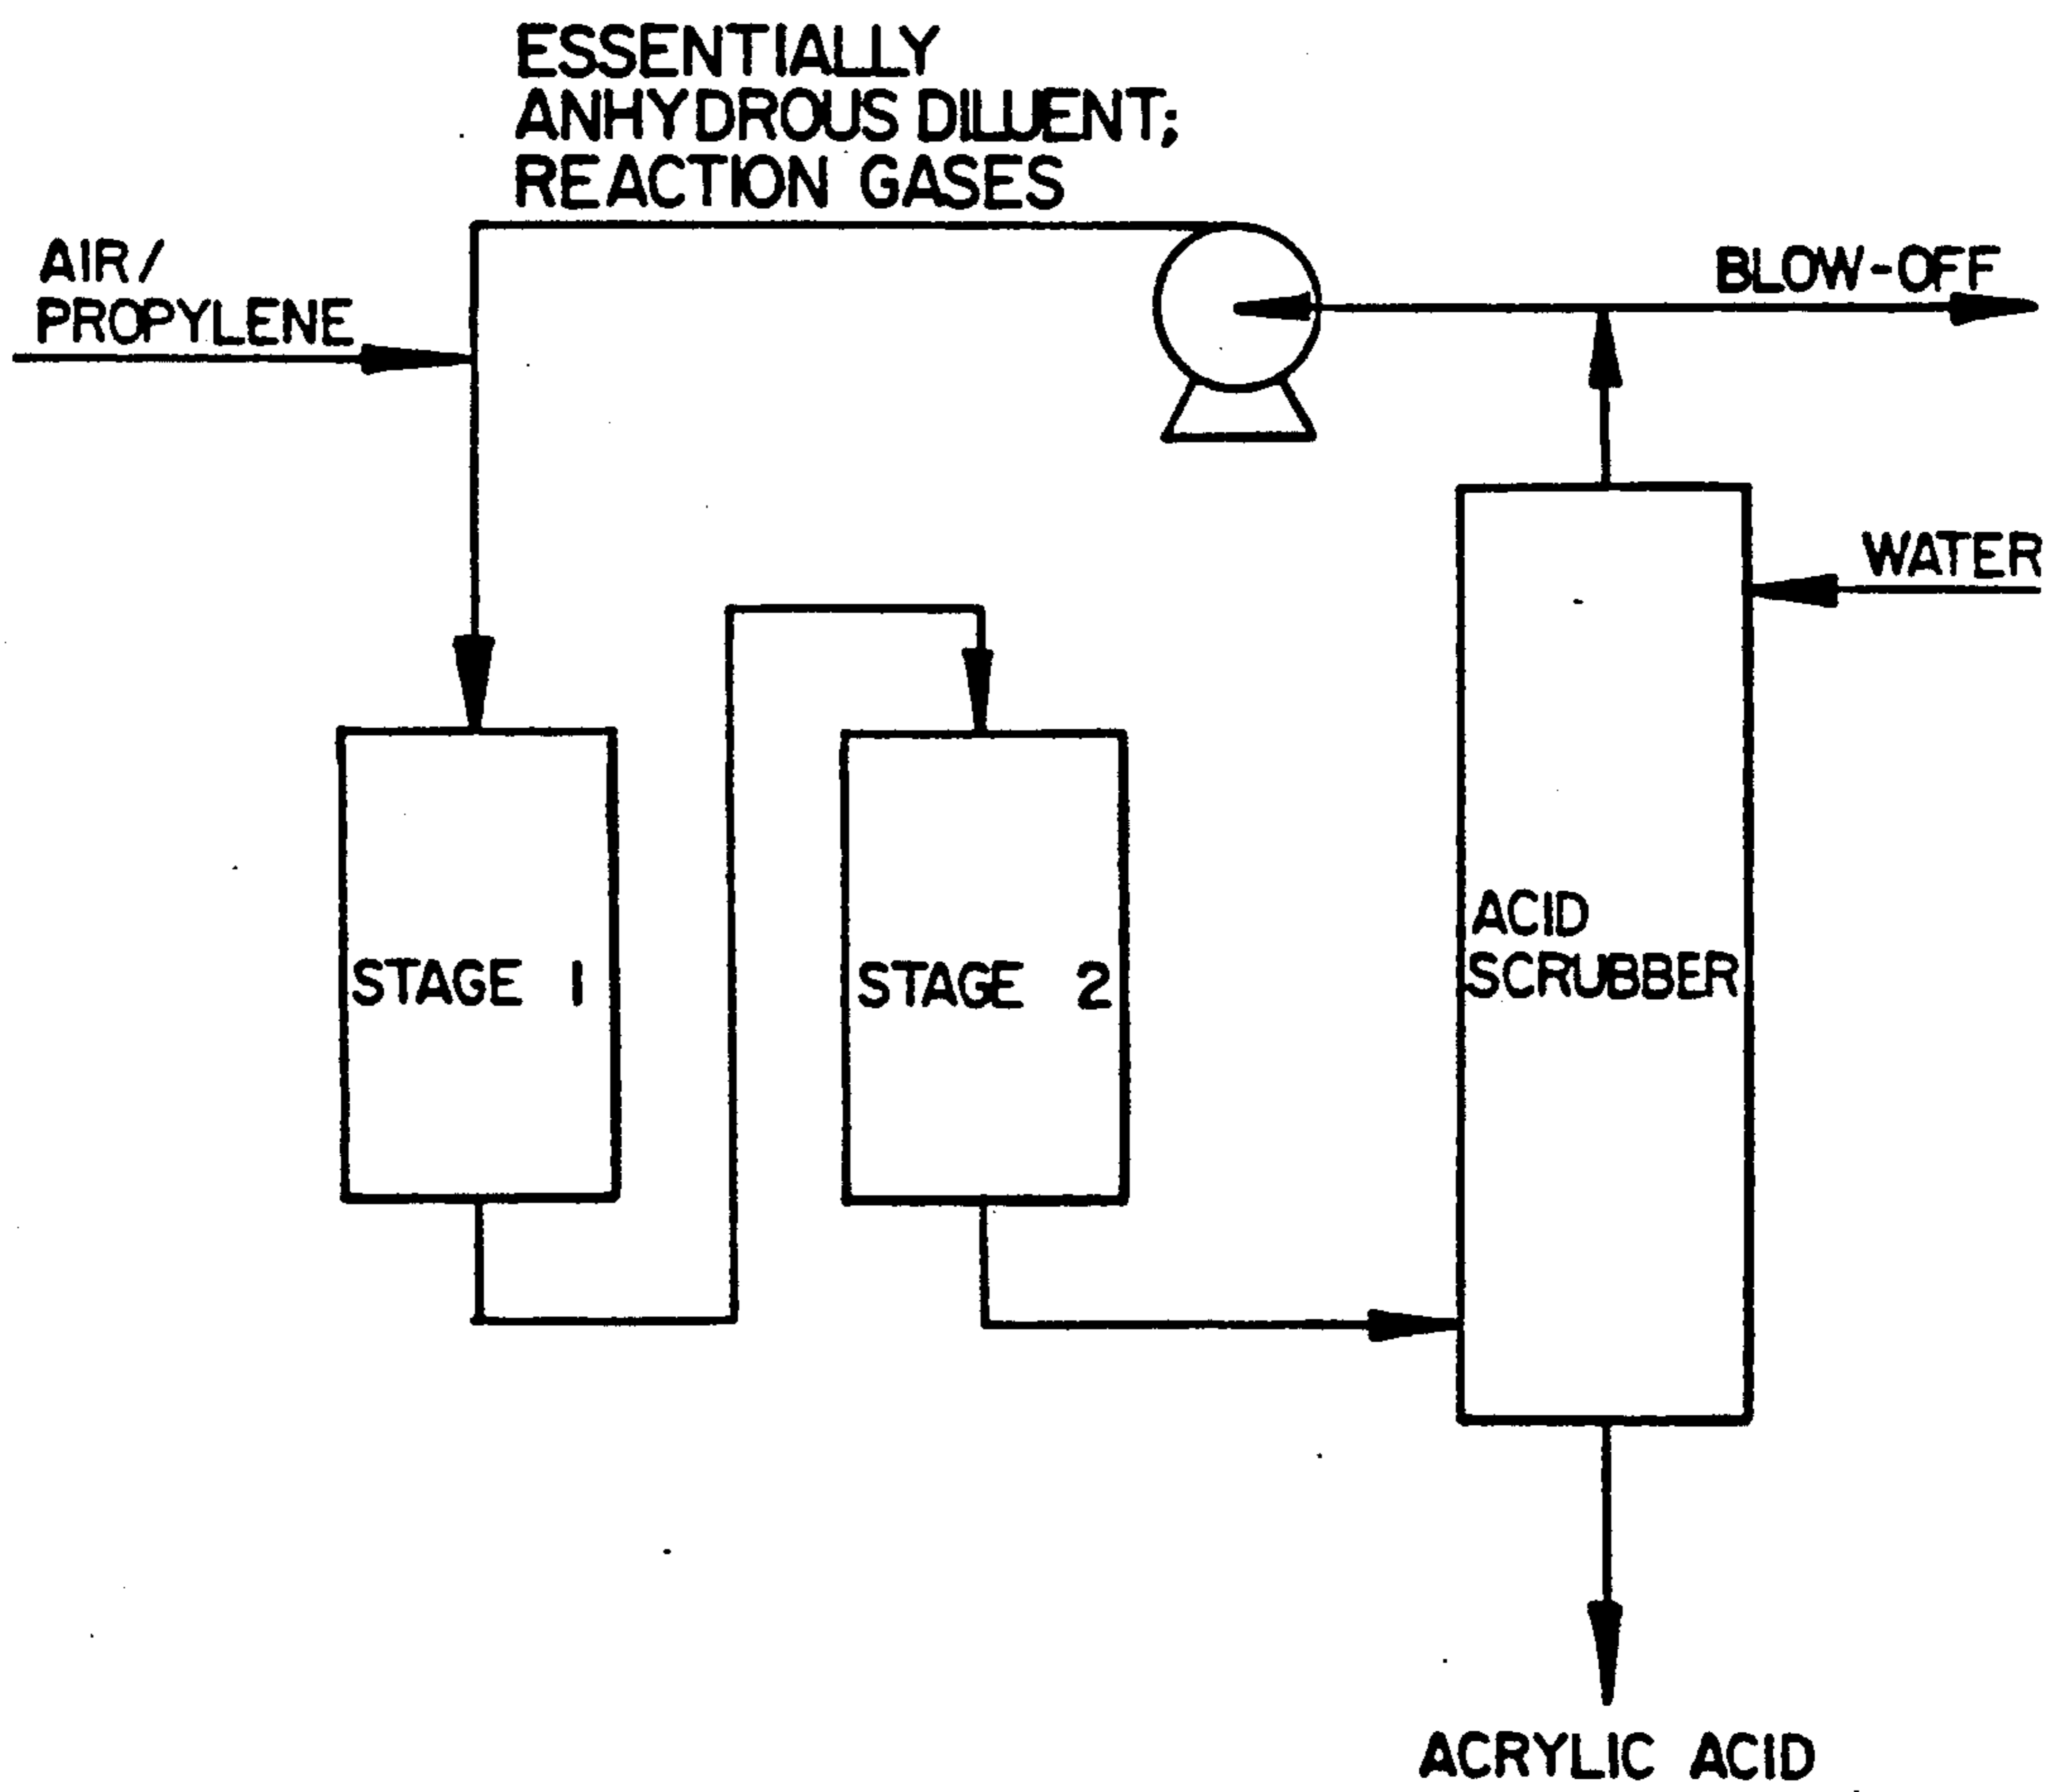 ESSENTIALLY
ANHYDROUS DILUENT;
REACTION GASES
AIR/
PROPYLENE
BLOW-OFF
WATER
ACID
SCRUBBER
STAGE 1
STAGE 2
ACRYLIC ACID